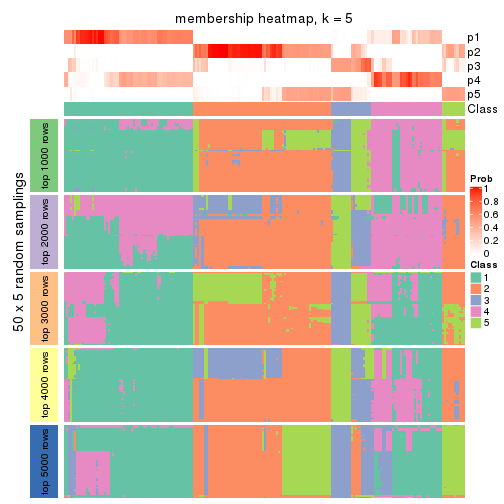 membership heatmap, k = 5
p1
p2
p3
p4
p5
Class
50 x 5 random samplings
top 1000 rows
top 2000 rows
top 3000 rows
top 4000 rows
top 5000 rows
Prob
1
0.8
0.6
0.4
0.2
0
Class
1
2
3
4
5